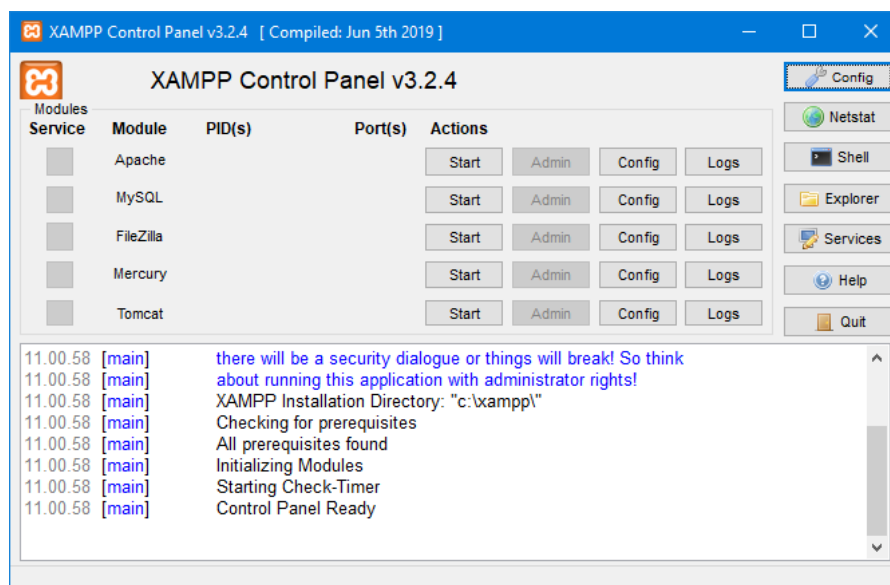 XAMPP Control Panel v3.2.4 [ Compiled: Jun 5th 2019 ]
XAMPP Control Panel v3.2.4
Config
Modules
Service Module PID(s) Port(s) Actions
Netstat
Apache Start Admin Config Logs
Shell
MySQL Start Admin Config Logs
Explorer
FileZilla Start Admin Config Logs
Services
Mercury Start Admin Config Logs
Help
Tomcat Start Admin Config Logs
Quit
11.00.58 [main] there will be a security dialogue or things will break! So think
11.00.58 [main] about running this application with administrator rights!
11.00.58 [main] XAMPP Installation Directory: "c:\xampp\"
11.00.58 [main] Checking for prerequisites
11.00.58 [main] All prerequisites found
11.00.58 [main] Initializing Modules
11.00.58 [main] Starting Check-Timer
11.00.58 [main] Control Panel Ready